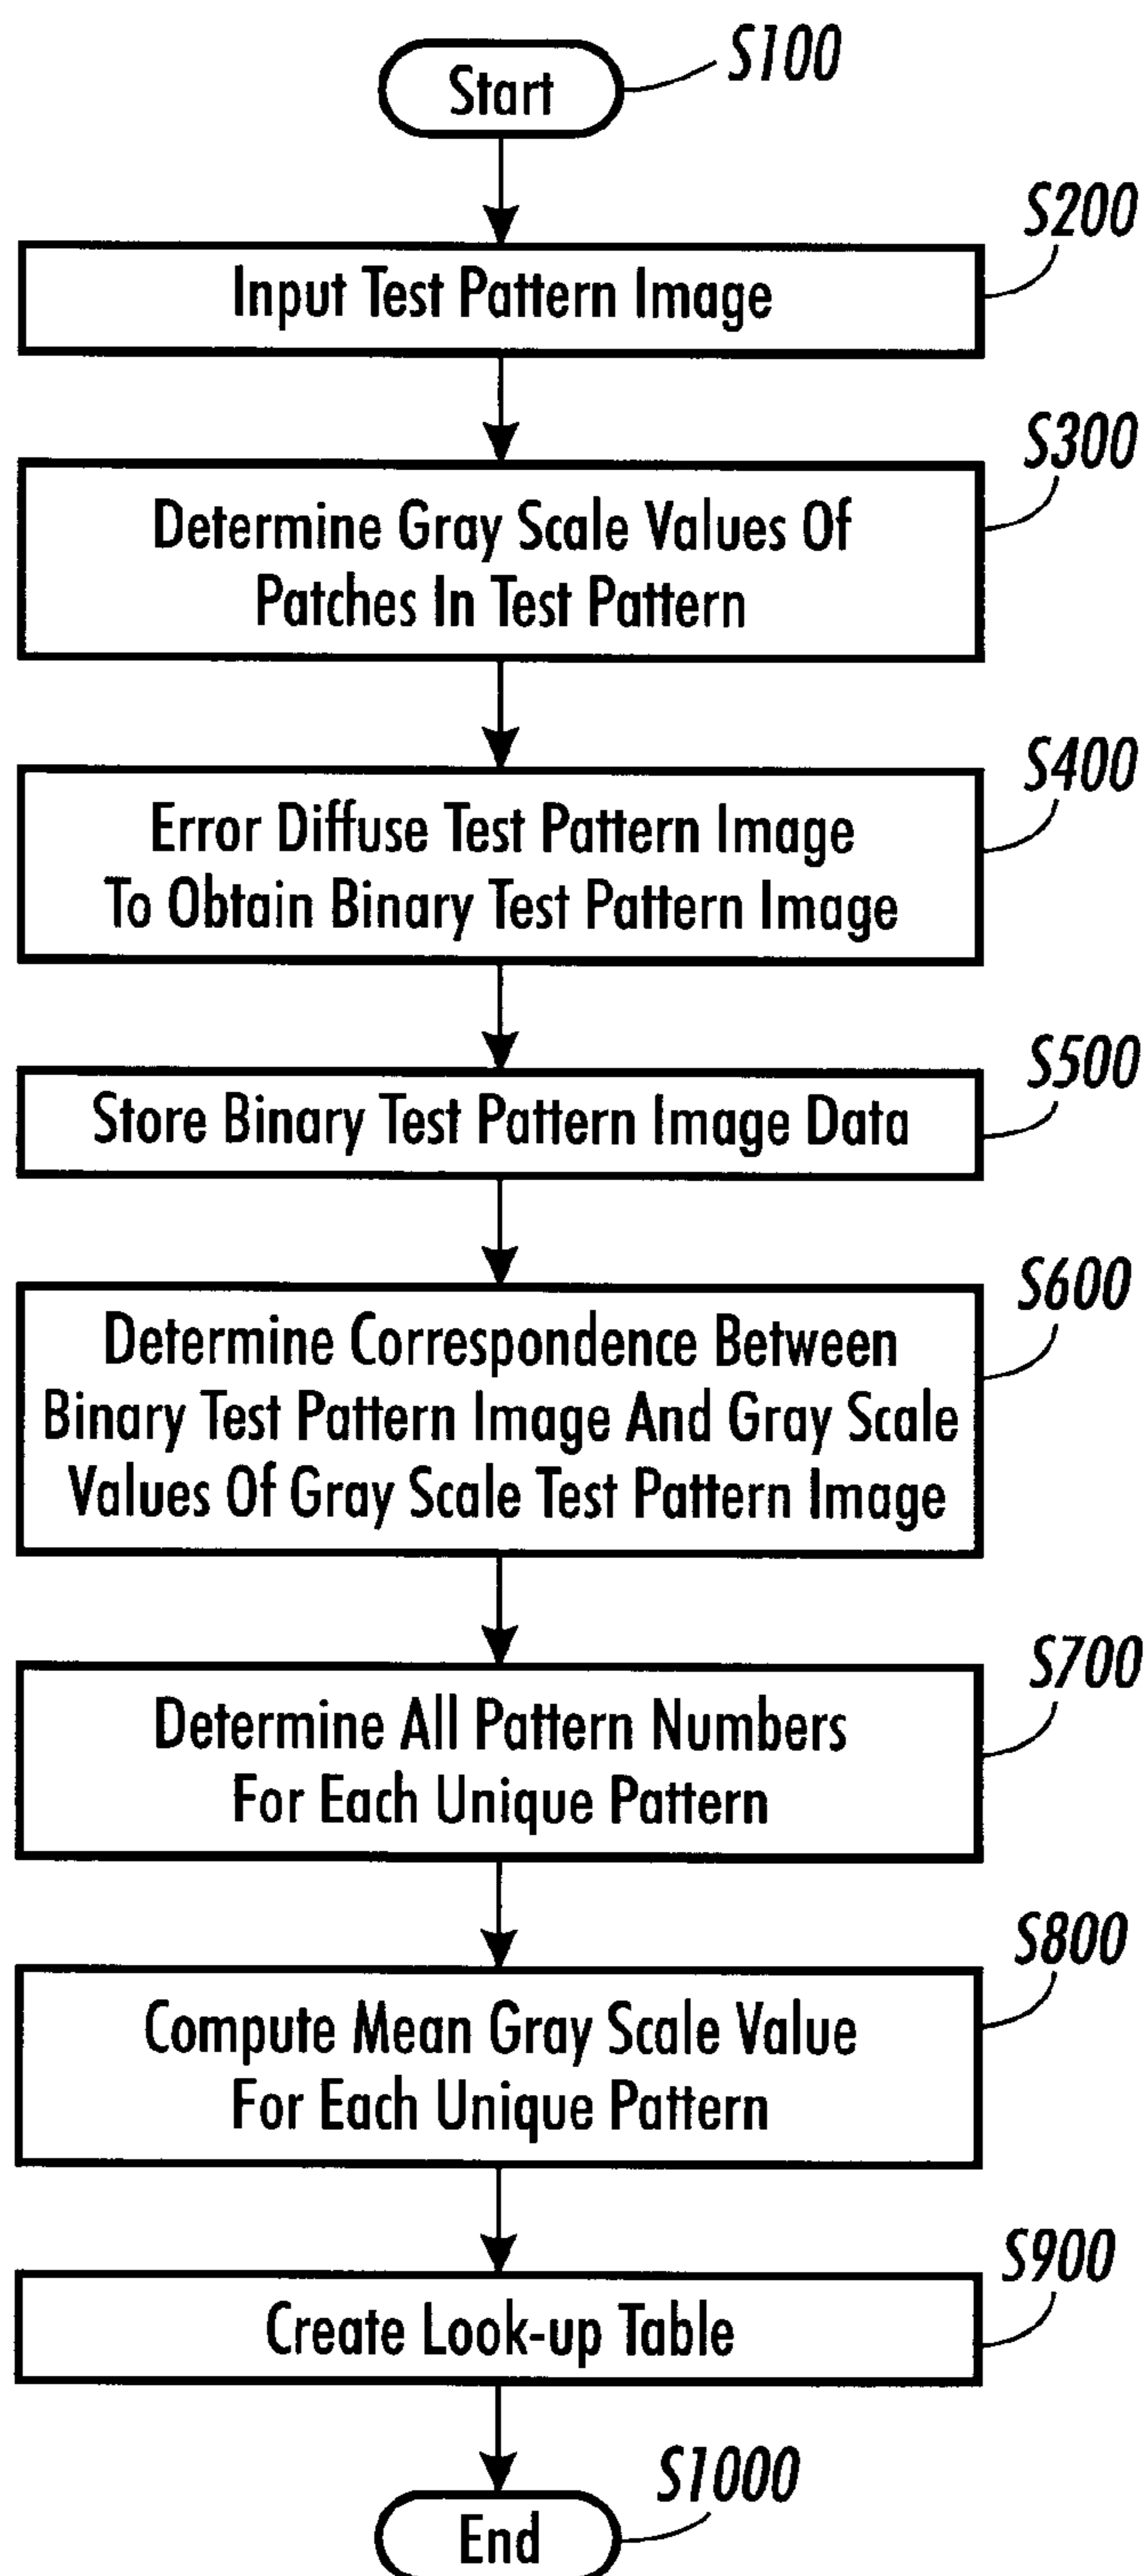 Start
S100
S200
Input Test Pattern Image
S300
Determine Gray Scale Values Of
Patches In Test Pattern
S400
Error Diffuse Test Pattern Image
To Obtain Binary Test Pattern Image
S500
Store Binary Test Pattern Image Data
S600
Determine Correspondence Between
Binary Test Pattern Image And Gray Scale
Values Of Gray Scale Test Pattern Image
S700
Determine All Pattern Numbers
For Each Unique Pattern
S800
Compute Mean Gray Scale Value
For Each Unique Pattern
S900
Create Look-up Table
S1000
End